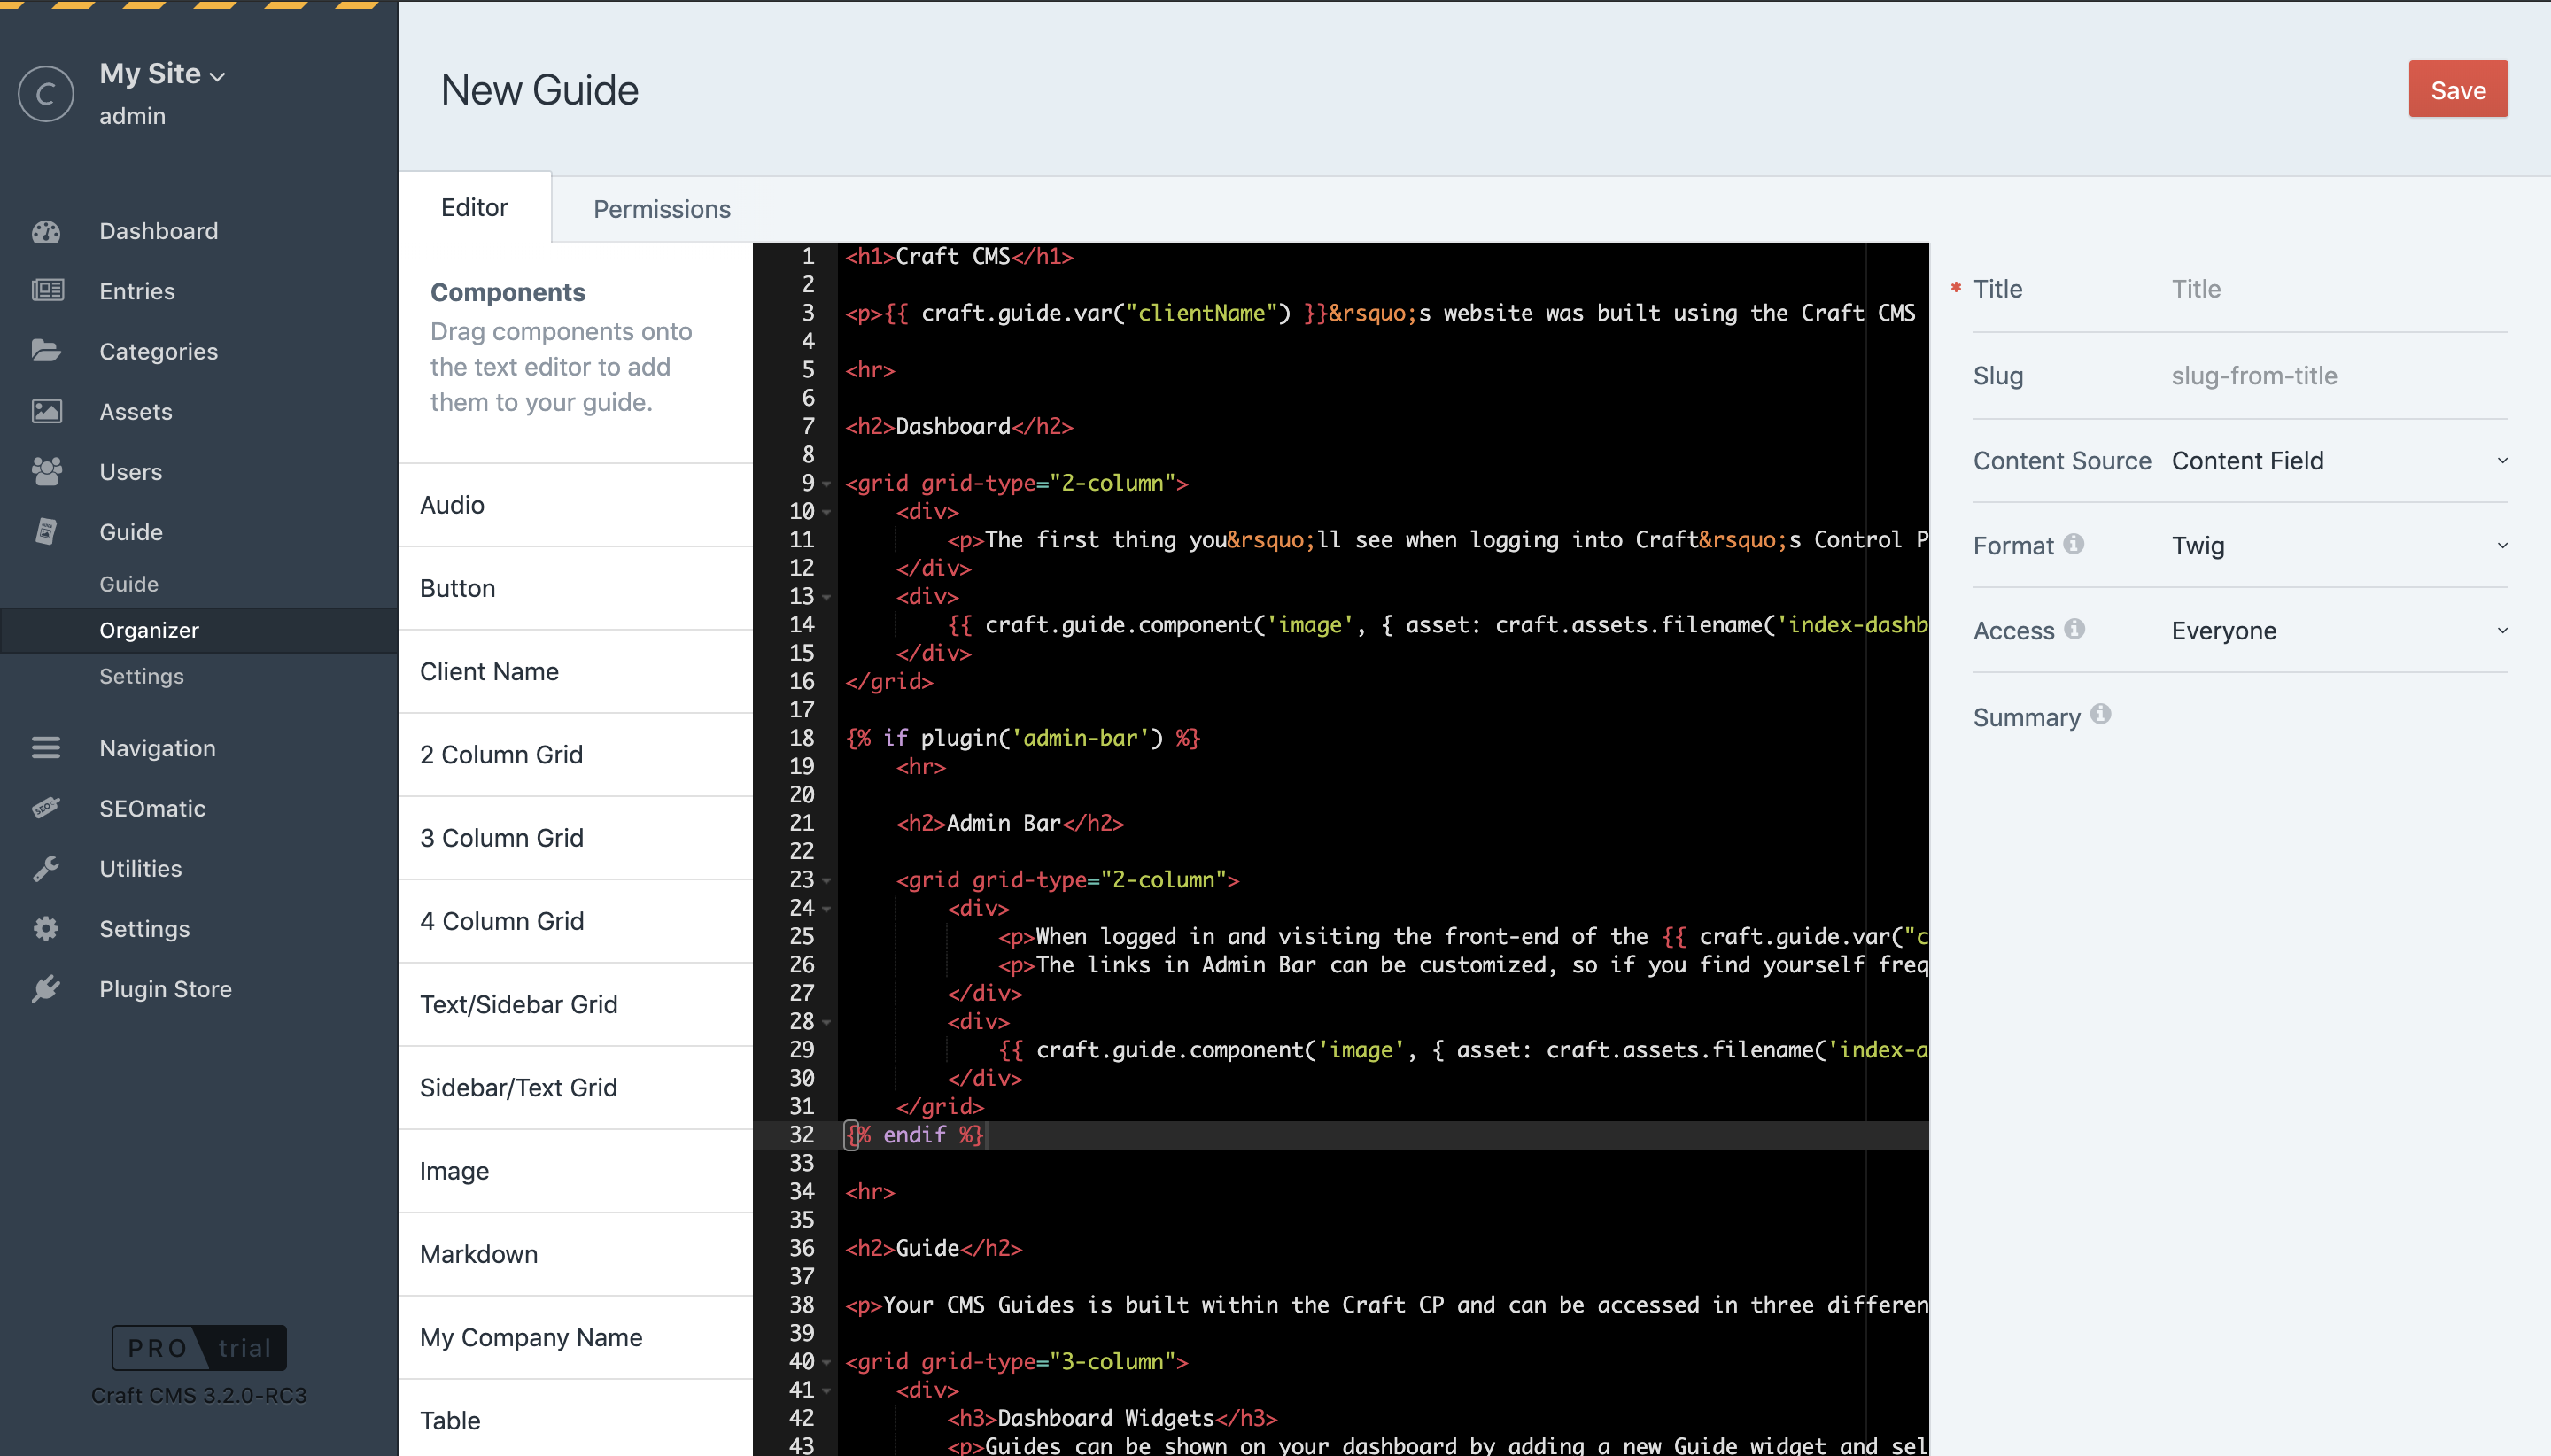 C
My Site
admin
Dashboard
Entries
Categories
Assets
Users
Guide
Guide
Organizer
Settings
Navigation
SEO
SEOmatic
Utilities
Settings
Plugin Store
PRO trial
Craft CMS 3.2.0-RC3
New Guide
Save
Editor
Permissions
Components
Drag components onto
the text editor to add
them to your guide.
Audio
Button
Client Name
2 Column Grid
3 Column Grid
4 Column Grid
Text/Sidebar Grid
Sidebar/Text Grid
Image
Markdown
My Company Name
Table
1 <h1>Craft CMS</h1>
2
3 <p>{{ craft.guide.var("clientName") }}&rsquo;s website was built using the Craft CMS
4
5 <hr>
6
7 <h2>Dashboard</h2>
8
9 <grid grid-type="2-column">
10 <div>
11 <p>The first thing you&rsquo;ll see when logging into Craft&rsquo;s Control P
12 </div>
13 <div>
14 {{ craft.guide.component('image', { asset: craft.assets.filename('index-dashb
15 </div>
16 </grid>
17
18 {% if plugin('admin-bar') %}
19 <hr>
20
21 <h2>Admin Bar</h2>
22
23 <grid grid-type="2-column">
24 <div>
25 <p>When logged in and visiting the front-end of the {{ craft.guide.var("c
26 <p>The links in Admin Bar can be customized, so if you find yourself freq
27 </div>
28 <div>
29 {{ craft.guide.component('image', { asset: craft.assets.filename('index-a
30 </div>
31 </grid>
32 {% endif %}
33
34 <hr>
35
36 <h2>Guide</h2>
37
38 <p>Your CMS Guides is built within the Craft CP and can be accessed in three differen
39
40 <grid grid-type="3-column">
41 <div>
42 <h3>Dashboard Widgets</h3>
43 <p>Guides can be shown on your dashboard by adding a new Guide widget and sel
* Title Title
Slug slug-from-title
Content Source Content Field
Format Twig
Access Everyone
Summary